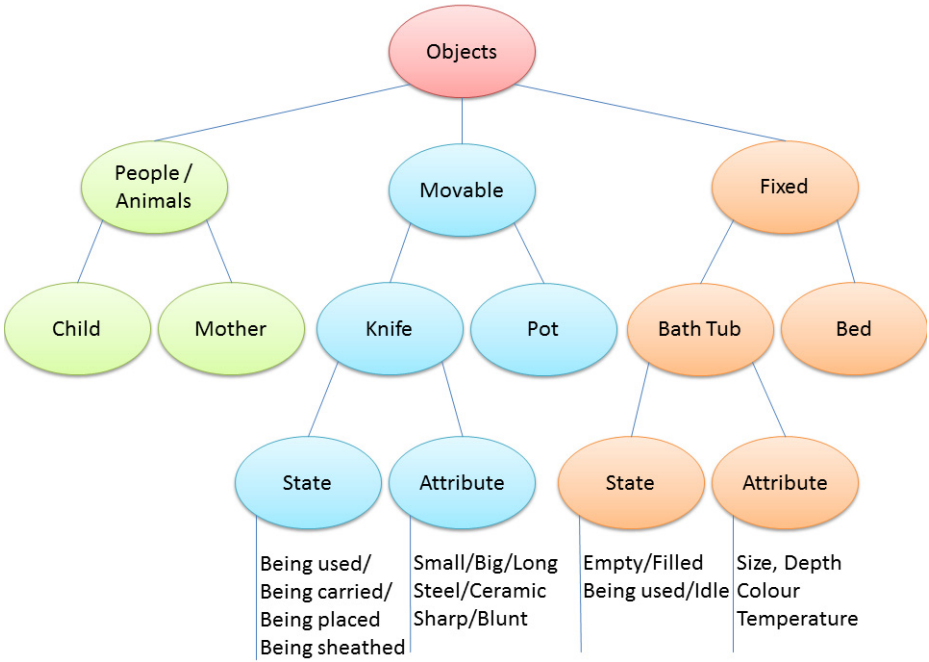 Objects
People /
Animals
Movable
Fixed
Child
Mother
Knife
Pot
Bath Tub
Bed
State
Attribute
State
Attribute
Being used/
Being carried/
Being placed
Being sheathed
Small/Big/Long
Steel/Ceramic
Sharp/Blunt
Empty/Filled
Being used/Idle
Size, Depth
Colour
Temperature